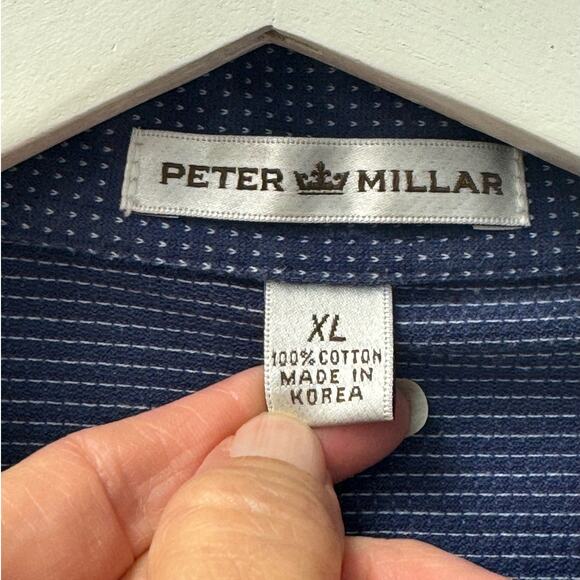 PETER MILLAR
XL
100% COTTON
MADE IN
KOREA